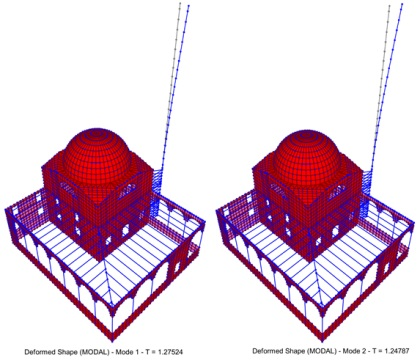 Deformed Shape (MODAL) - Mode 1 - T = 1.27524
Deformed Shape (MODAL) - Mode 2 - T = 1.24787